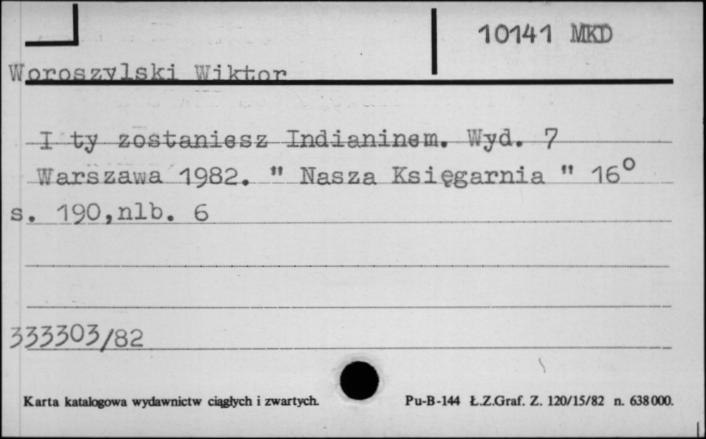 10141 MKD
Woroszylski Wiktor
I ty zostaniesz Indianinem. Wyd. 7
Warszawa 1982. " Nasza Księgarnia " 16°
s. 190,nlb. 6
333303/82
Karta katalogowa wydawnictw ciągłych i zwartych. Pu-B-144 Ł.Z.Graf. Z. 120/15/82 n. 638000.